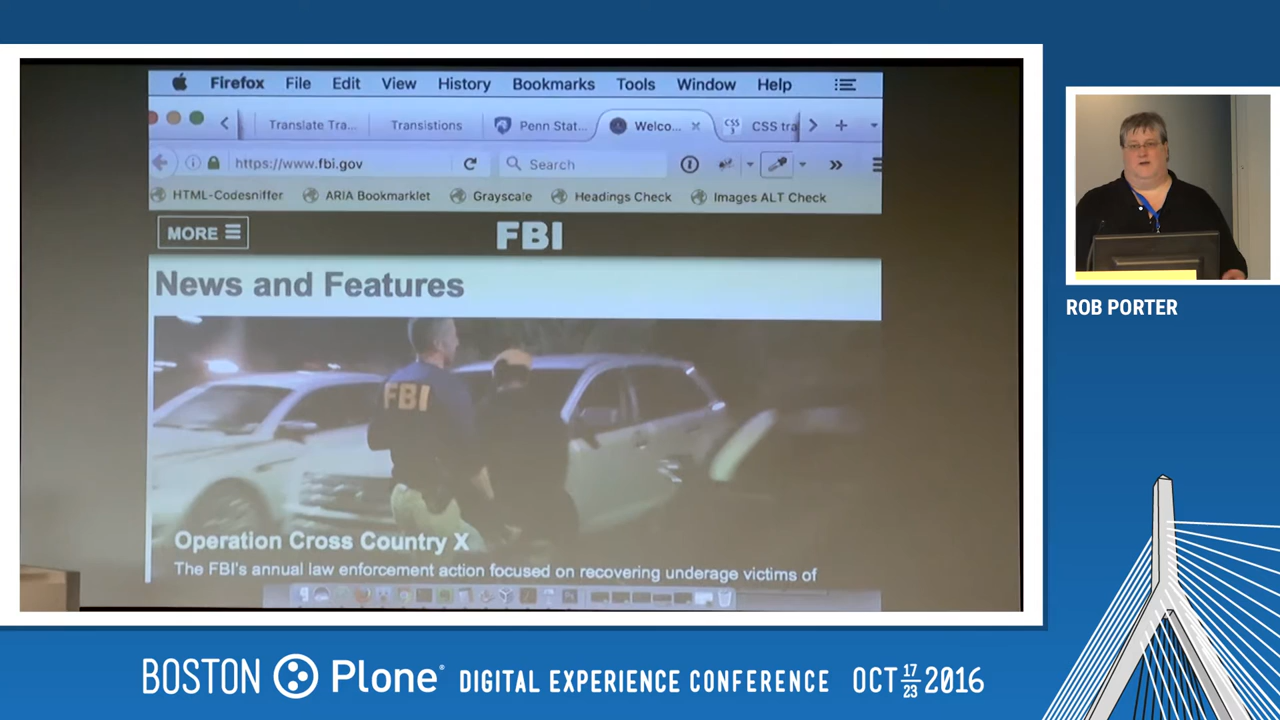 Firefox File Edit View History Bookmarks Tools Window Help
Translate Tra... Transistions Penn Stat... Welco... CSS tra
https://www.fbi.gov Search
HTML-Codesniffer ARIA Bookmarklet Grayscale Headings Check Images ALT Check
MORE FBI
News and Features
FBI
Operation Cross Country X
The FBI's annual law enforcement action focused on recovering underage victims of
ROB PORTER
BOSTON Plone® DIGITAL EXPERIENCE CONFERENCE OCT 17 23 2016